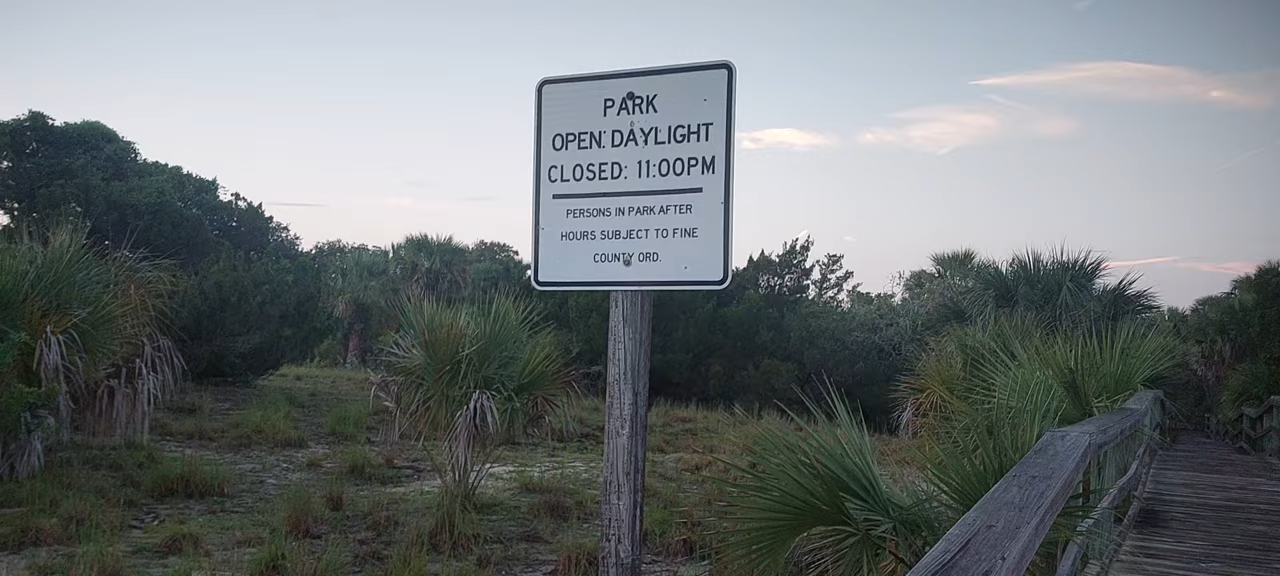 PARK
OPEN: DAYLIGHT
CLOSED: 11:00PM
PERSONS IN PARK AFTER
HOURS SUBJECT TO FINE
COUNTY ORD.